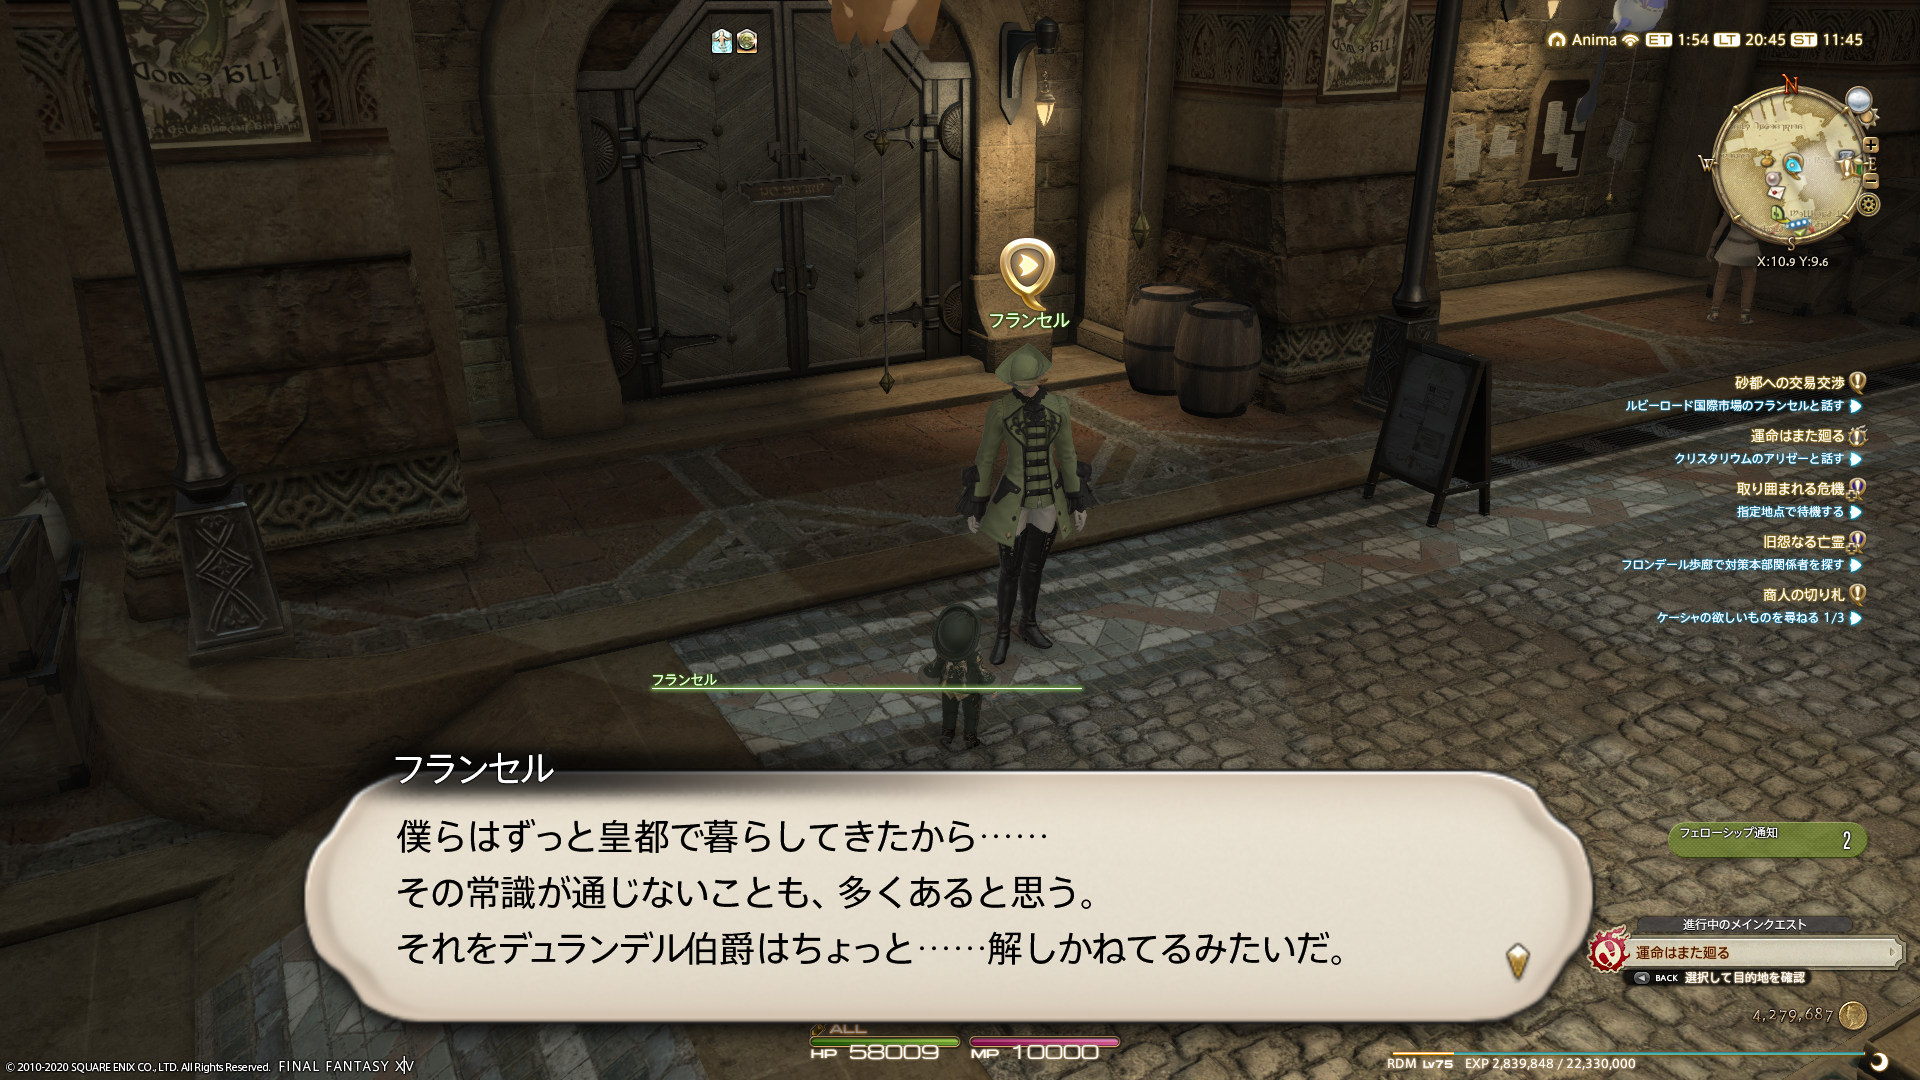 Anima ET 1:54 LT 20:45 ST 11:45
N
W
E
S
X:10.9 Y:9.6
フランセル
砂都への交易交渉
ルビーロード国際市場のフランセルと話す
運命はまた廻る
クリスタリウムのアリゼーと話す
取り囲まれる危機
指定地点で待機する
旧怨なる亡霊
フロンデール歩廊で対策本部関係者を探す
商人の切り札
ケーシャの欲しいものを尋ねる 1/3
フランセル
フランセル
僕らはずっと皇都で暮らしてきたから……
その常識が通じないことも、多くあると思う。
それをデュランデル伯爵はちょっと……解しかねてるみたいだ。
フェローシップ通知 2
進行中のメインクエスト
運命はまた廻る
BACK 選択して目的地を確認
4,279,687
ALL
HP 58009 MP 10000
RDM Lv75 EXP 2,839,848 / 22,330,000
© 2010-2020 SQUARE ENIX CO., LTD. All Rights Reserved. FINAL FANTASY XIV